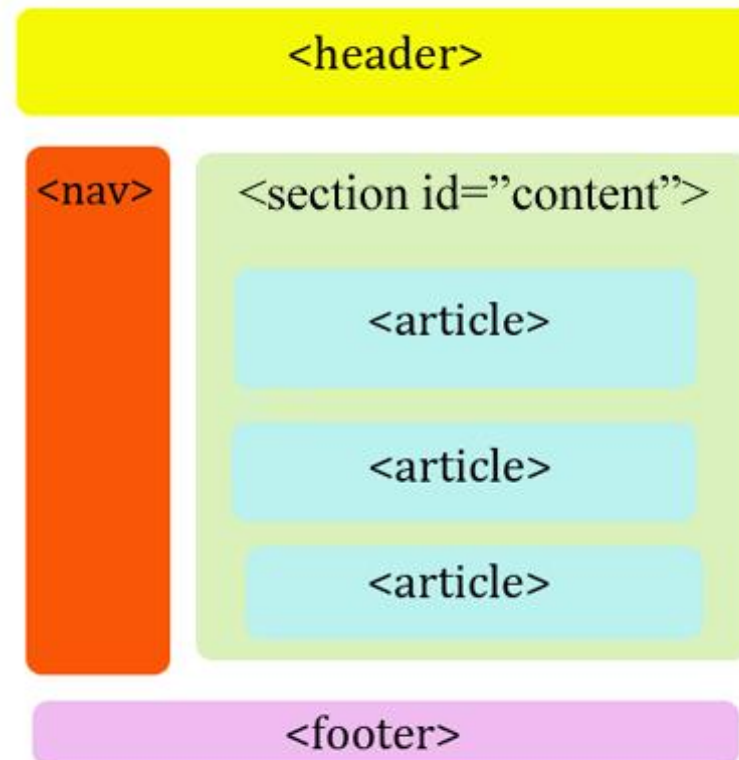 <header>
<nav>
<section id=”content”>
<article>
<article>
<article>
<footer>